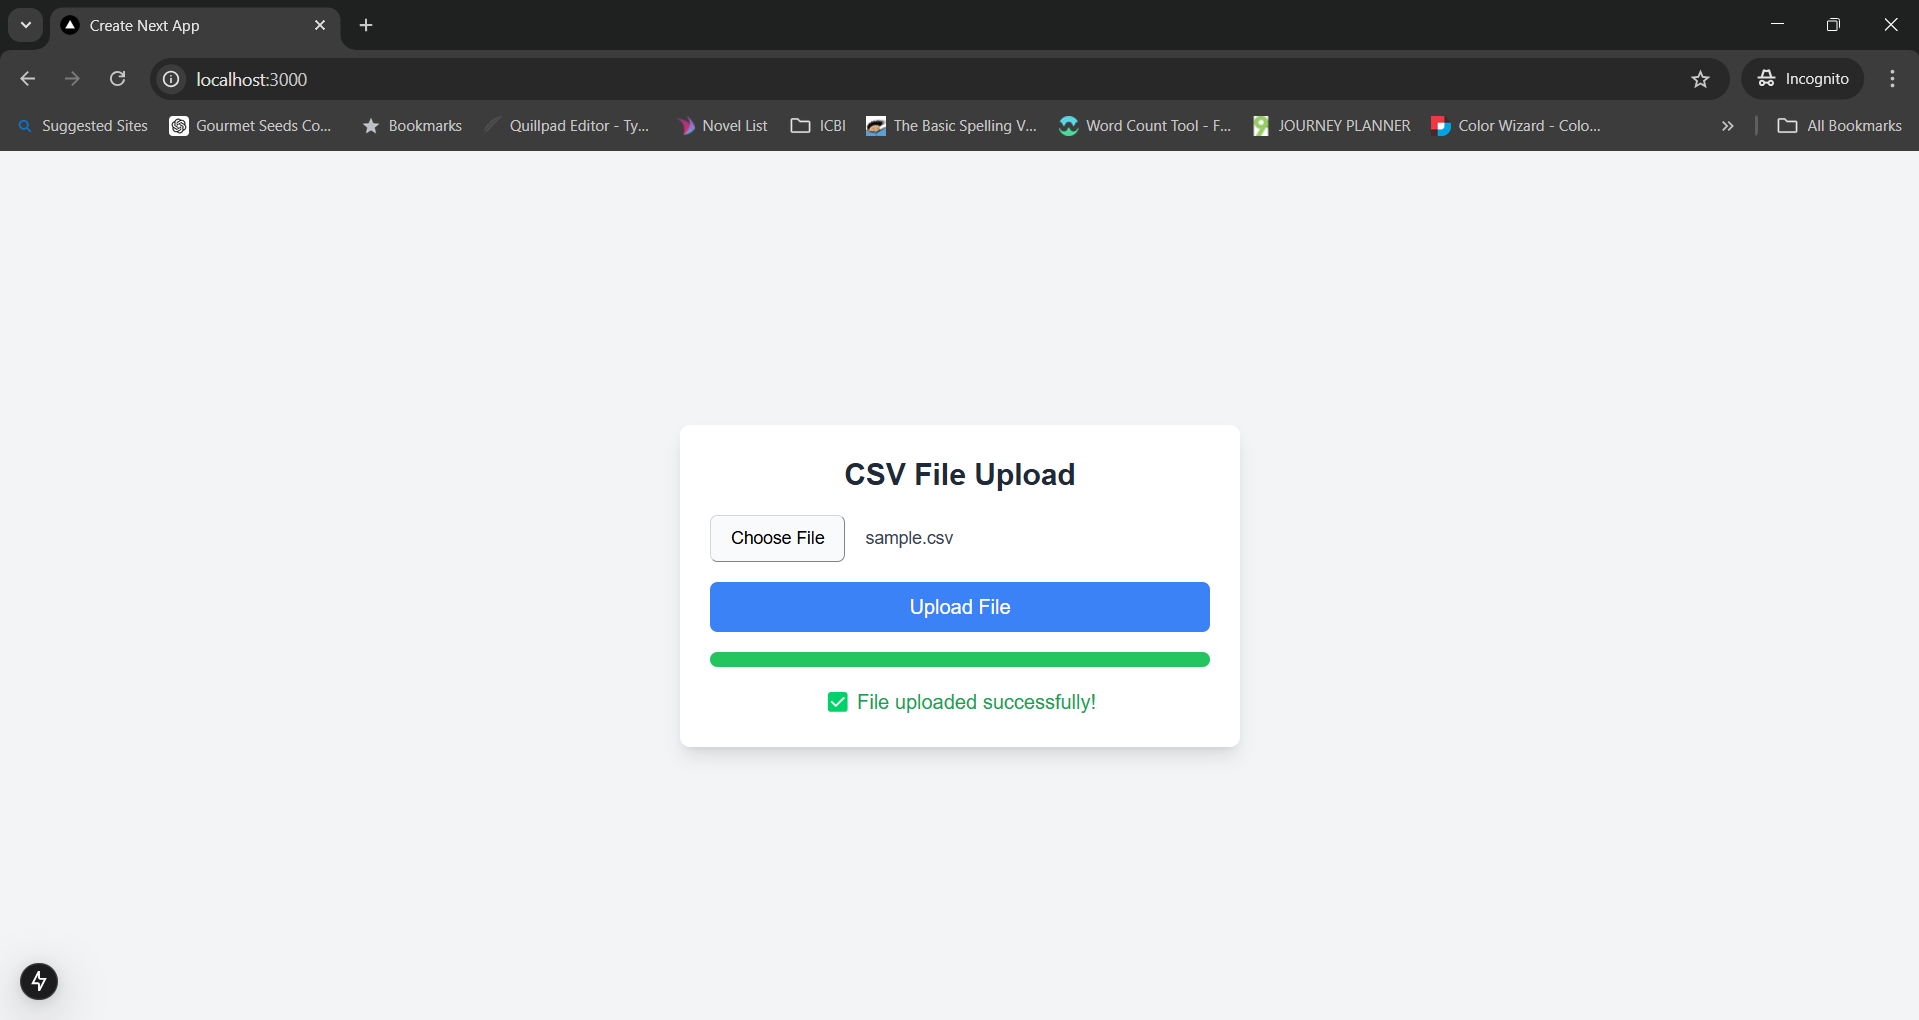 Create Next App
localhost:3000
Incognito
Suggested Sites
Gourmet Seeds Co...
Bookmarks
Quillpad Editor - Ty...
Novel List
ICBI
The Basic Spelling V...
Word Count Tool - F...
JOURNEY PLANNER
Color Wizard - Colo...
All Bookmarks
CSV File Upload
Choose File
sample.csv
Upload File
File uploaded successfully!